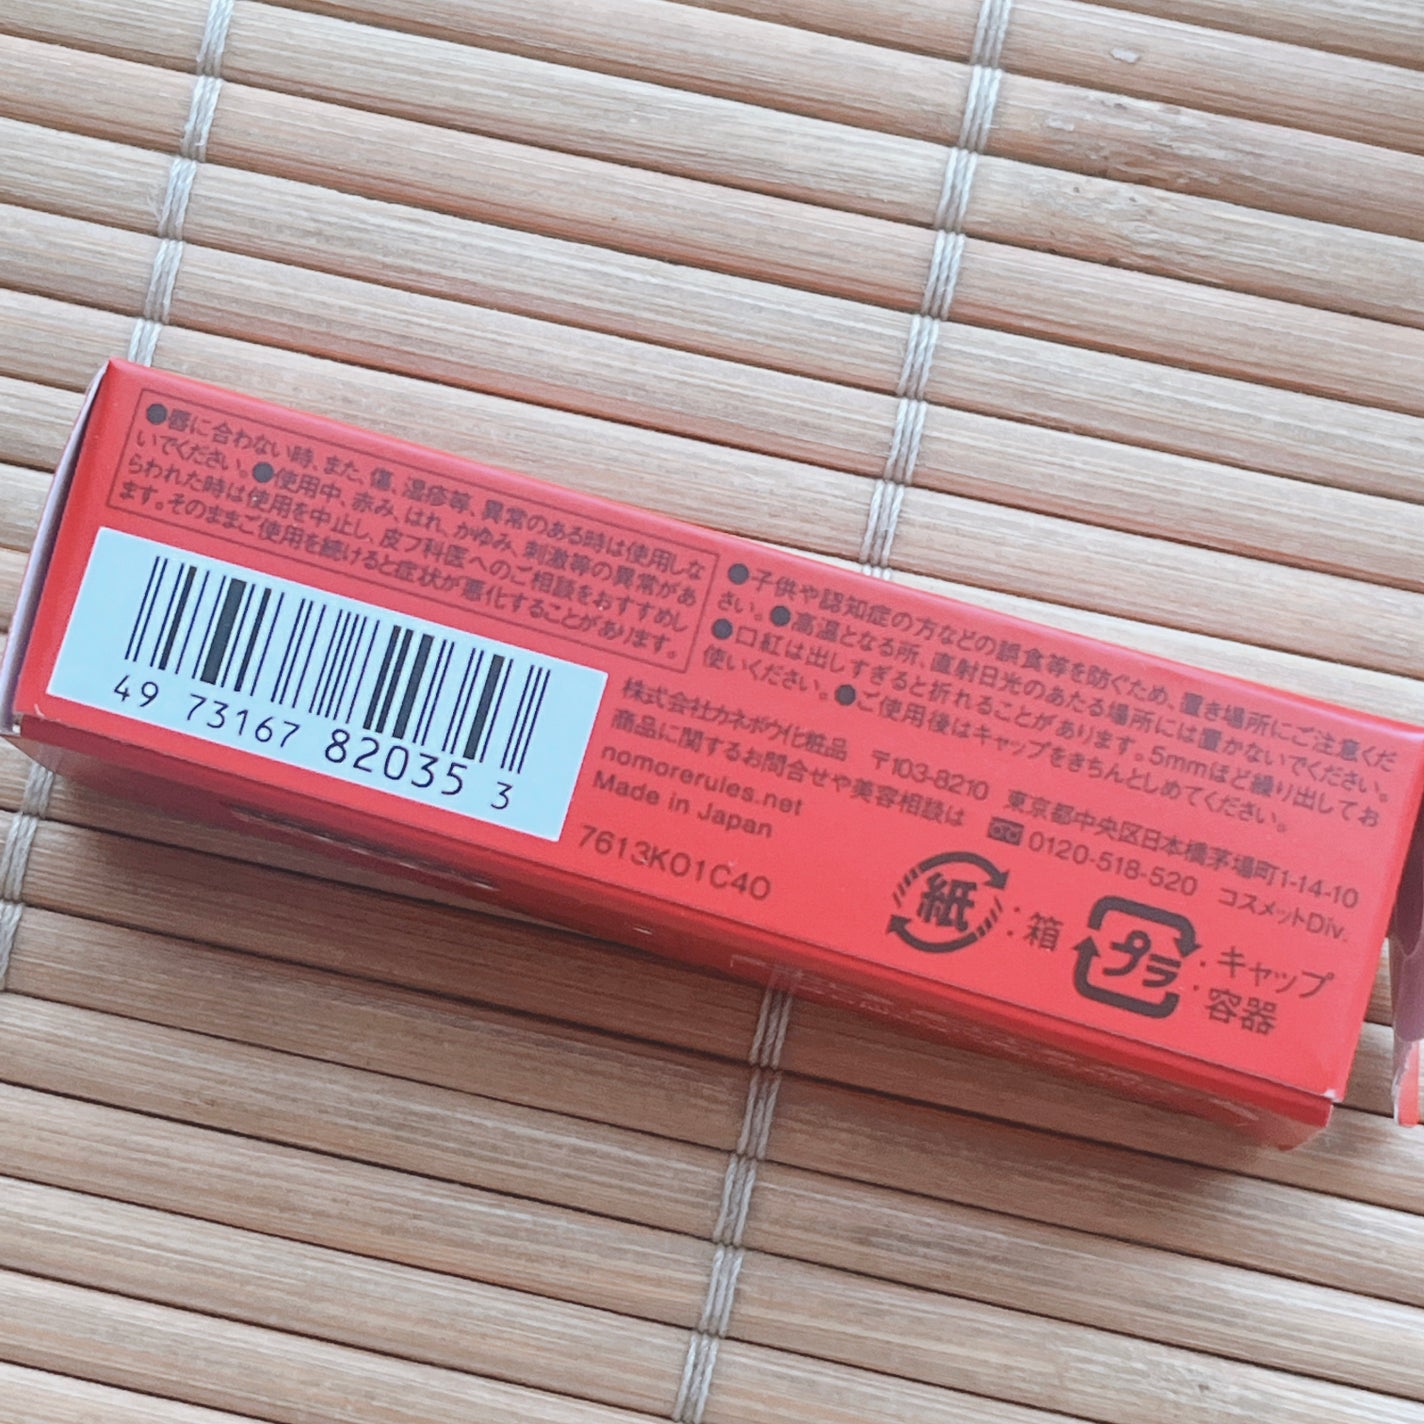 ●唇に合わない時、また、傷、湿疹等、異常のある時は使用しな
いでください。●使用中、赤み、はれ、かゆみ、刺激等の異常があ
らわれた時は使用を中止し、皮フ科医へのご相談をおすすめし
ます。そのままご使用を続けると症状が悪化することがあります。
●子供や認知症の方などの誤食等を防ぐため、置き場所にご注意くだ
さい。●高温となる所、直射日光のあたる場所には置かないでください。
●口紅は出しすぎると折れることがあります。5mmほど繰り出してお
使いください。●ご使用後はキャップをきちんとしめてください。
株式会社カネボウ化粧品 〒103-8210 東京都中央区日本橋茅場町1-14-10
商品に関するお問合せや美容相談は 0120-518-520 コスメットDiv.
nomorerules.net
Made in Japan
7613K01C40
49 73167 82035 3
紙:箱
プラ:キャップ
容器